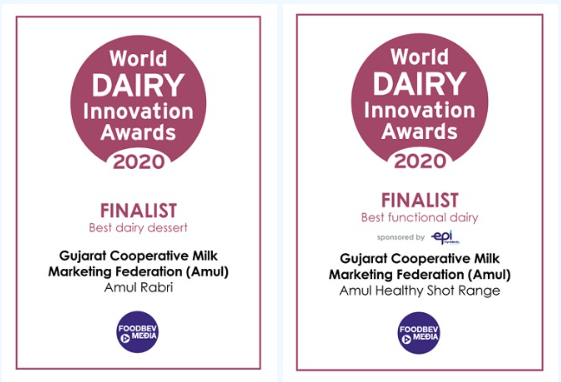 World
DAIRY
Innovation
Awards
2020
FINALIST
Best dairy dessert
Gujarat Cooperative Milk
Marketing Federation (Amul)
Amul Rabri
FOODBEV
MEDIA
World
DAIRY
Innovation
Awards
2020
FINALIST
Best functional dairy
sponsored by epi
Gujarat Cooperative Milk
Marketing Federation (Amul)
Amul Healthy Shot Range
FOODBEV
MEDIA